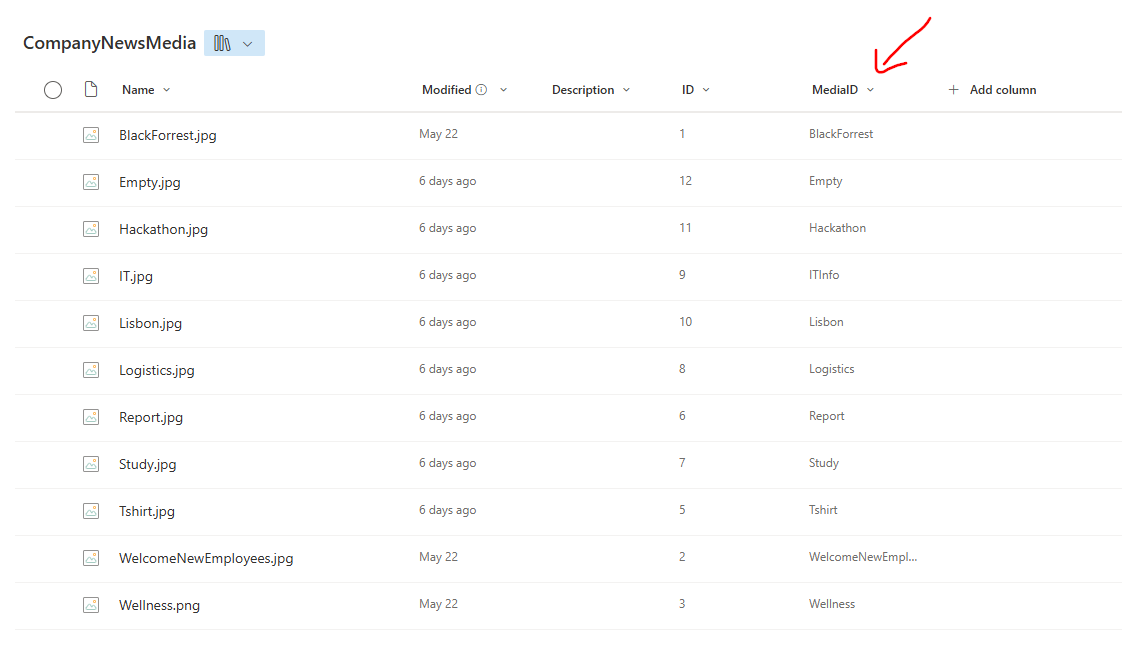 CompanyNewsMedia
Name Modified Description ID MediaID + Add column
BlackForrest.jpg May 22 1 BlackForrest
Empty.jpg 6 days ago 12 Empty
Hackathon.jpg 6 days ago 11 Hackathon
IT.jpg 6 days ago 9 ITInfo
Lisbon.jpg 6 days ago 10 Lisbon
Logistics.jpg 6 days ago 8 Logistics
Report.jpg 6 days ago 6 Report
Study.jpg 6 days ago 7 Study
Tshirt.jpg 6 days ago 5 Tshirt
WelcomeNewEmployees.jpg May 22 2 WelcomeNewEmpl...
Wellness.png May 22 3 Wellness